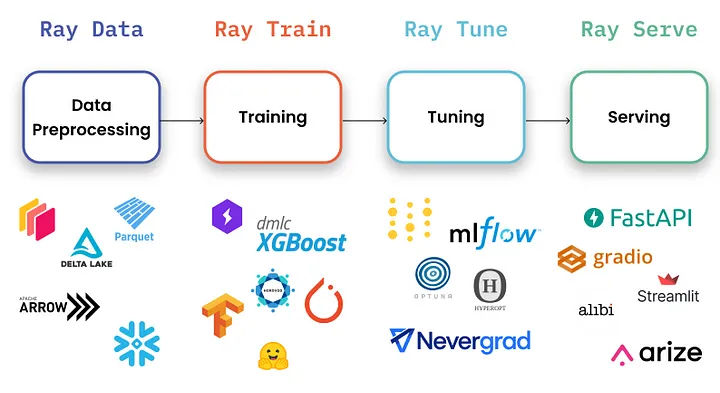 Ray Data
Ray Train
Ray Tune
Ray Serve
Data
Preprocessing
Training
Tuning
Serving
Parquet
DELTA LAKE
APACHE
ARROW
dmlc
XGBoost
HOROVOD
mlflow
OPTUNA
H
HYPEROPT
Nevergrad
FastAPI
gradio
Streamlit
alibi
arize